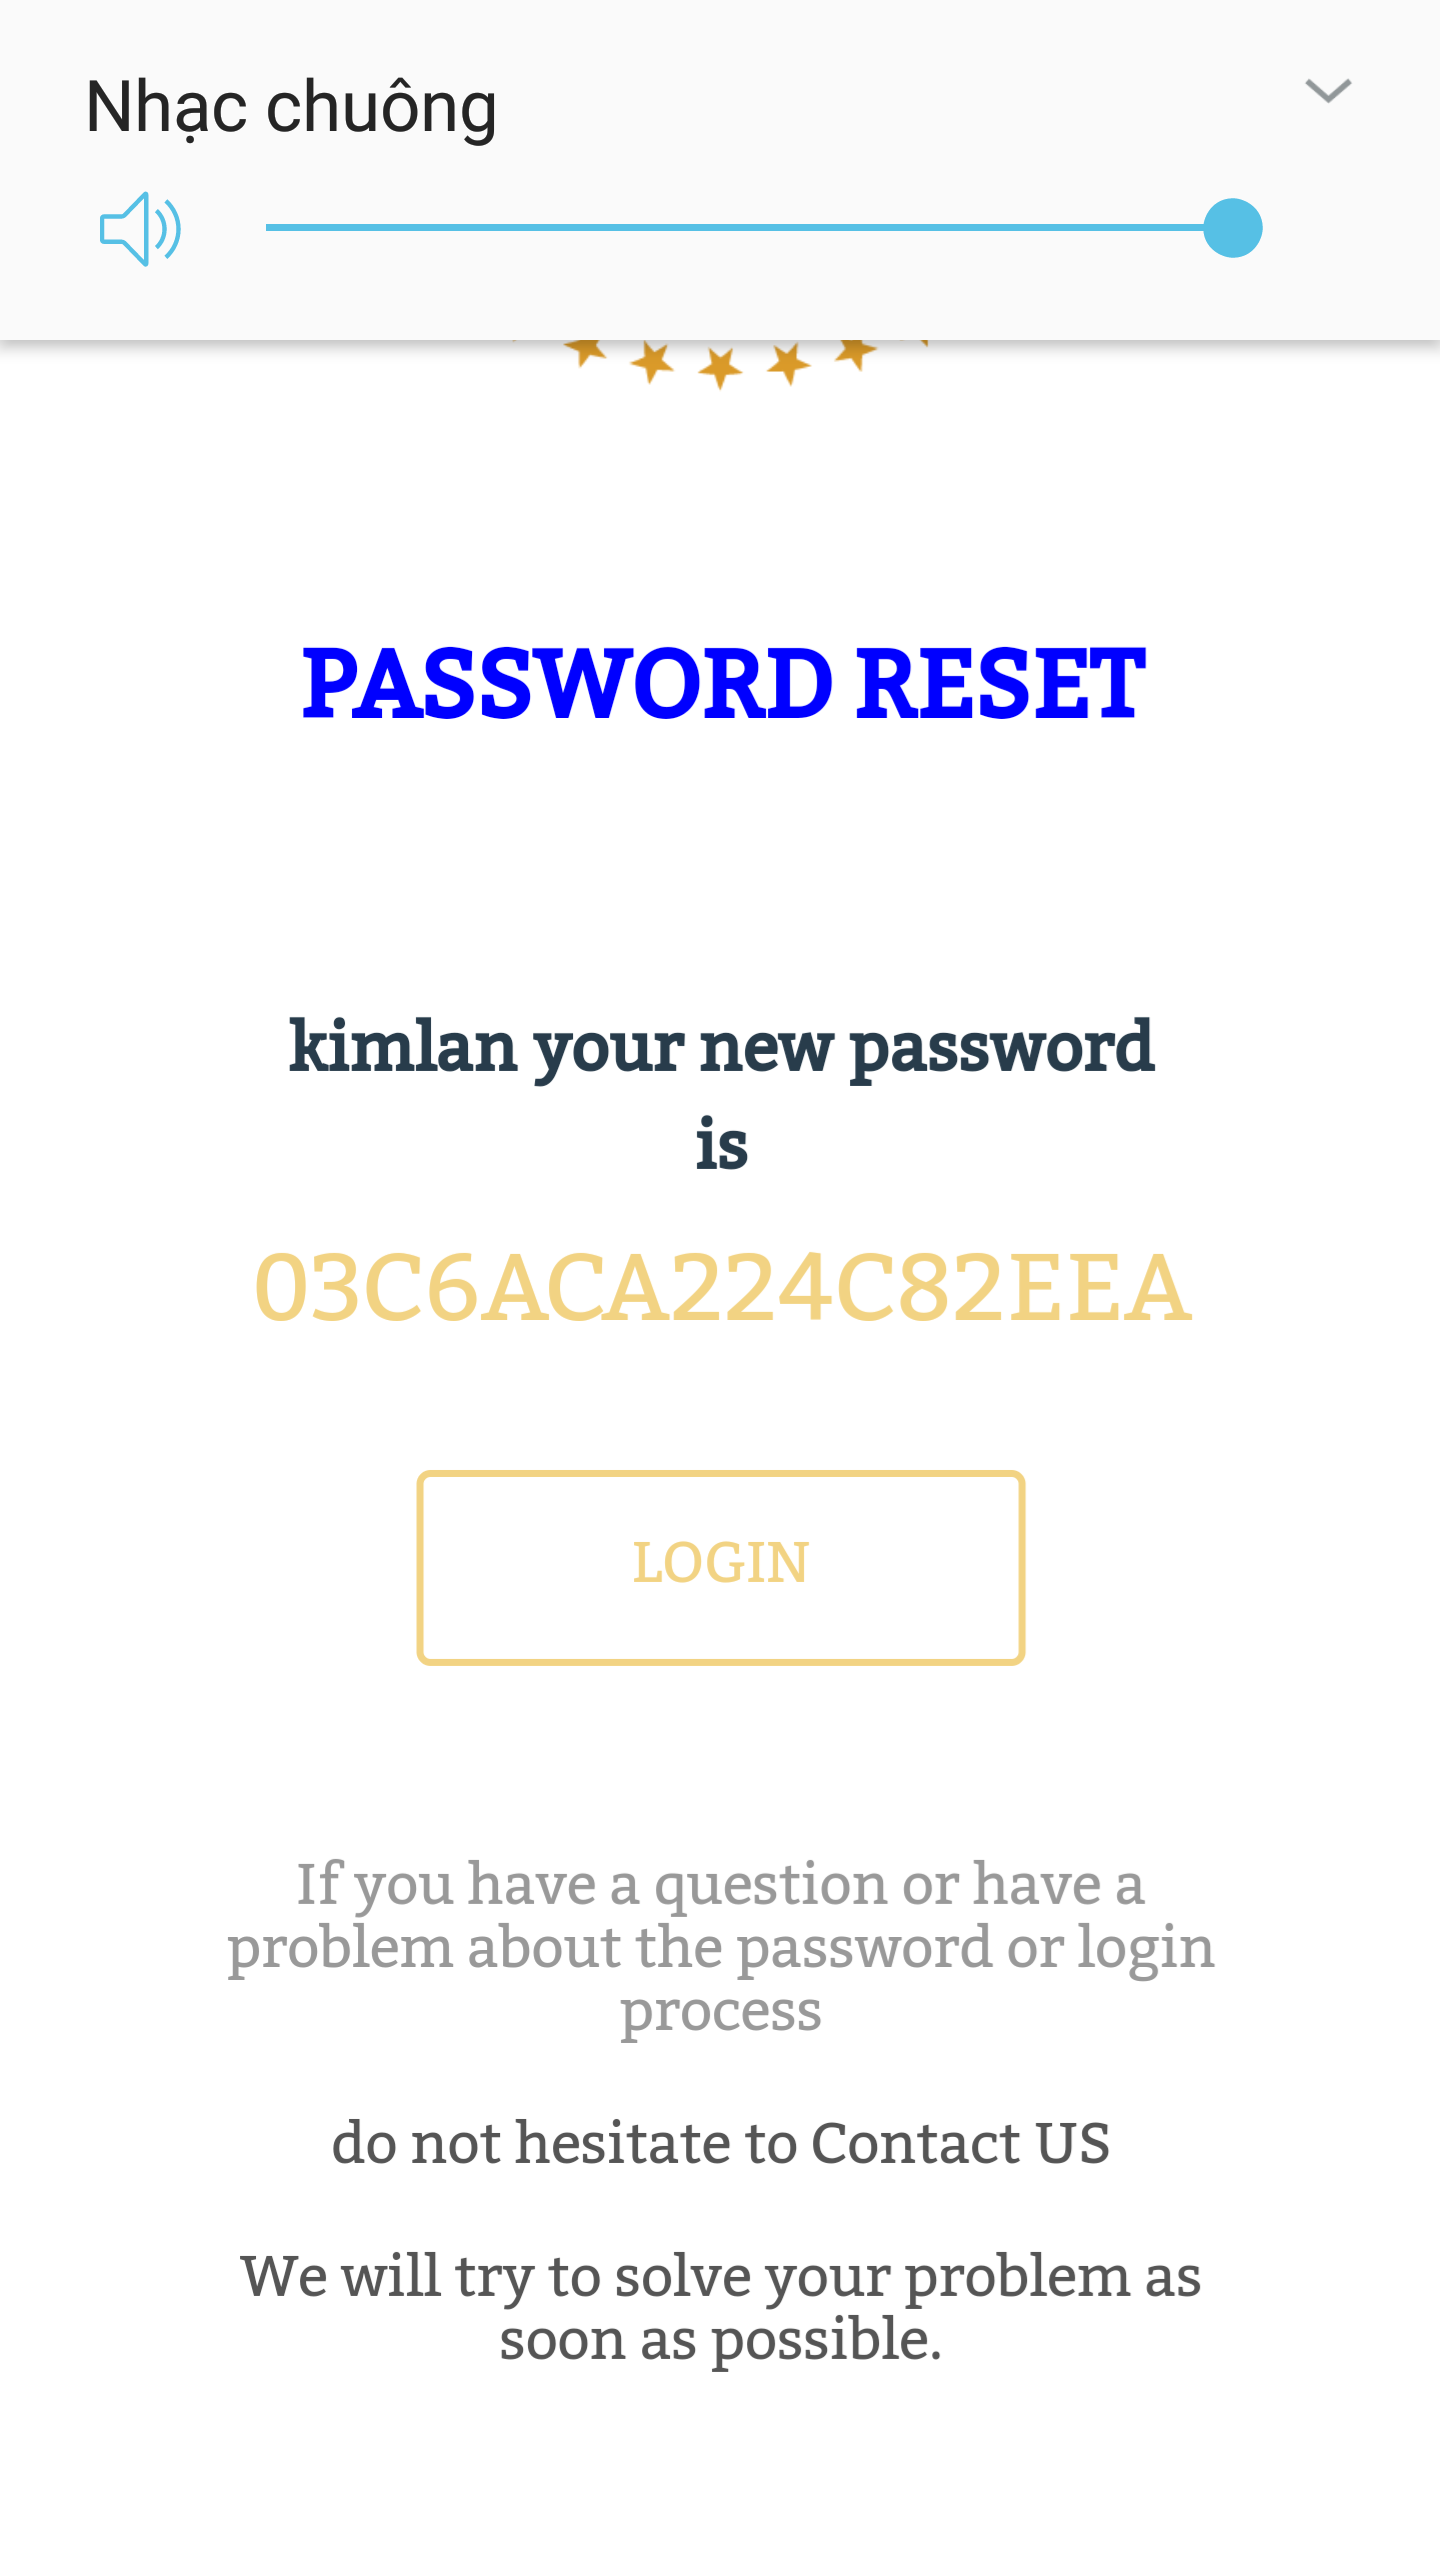 Nhạc chuông
PASSWORD RESET
kimlan your new password
is
03C6ACA224C82EEA
LOGIN
If you have a question or have a
problem about the password or login
process
do not hesitate to Contact US
We will try to solve your problem as
soon as possible.